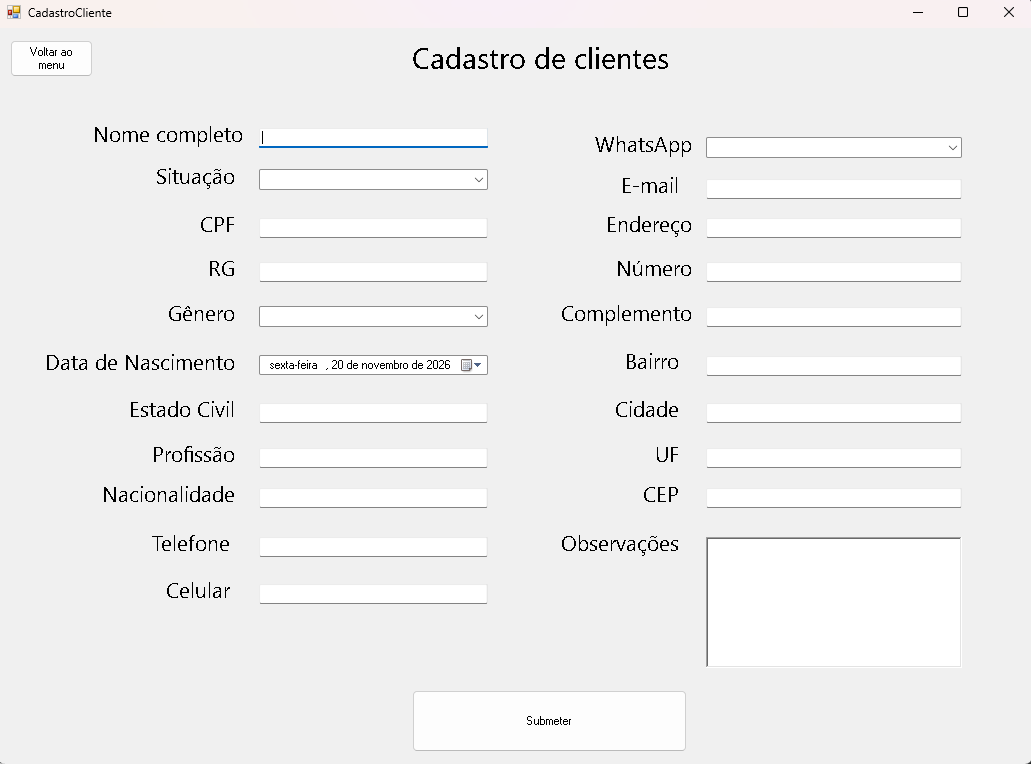 CadastroCliente
Voltar ao
menu
Cadastro de clientes
Nome completo
Situação
CPF
RG
Gênero
Data de Nascimento
sexta-feira , 20 de novembro de 2026
Estado Civil
Profissão
Nacionalidade
Telefone
Celular
WhatsApp
E-mail
Endereço
Número
Complemento
Bairro
Cidade
UF
CEP
Observações
Submeter